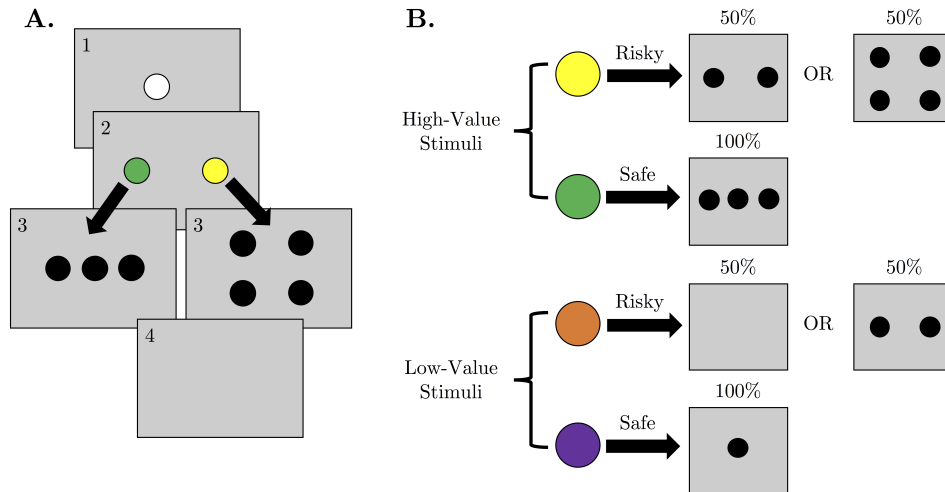 A.
1
2
3
3
4
B.
50%
50%
Risky
OR
High-Value
Stimuli
100%
Safe
50%
50%
Risky
OR
Low-Value
Stimuli
100%
Safe